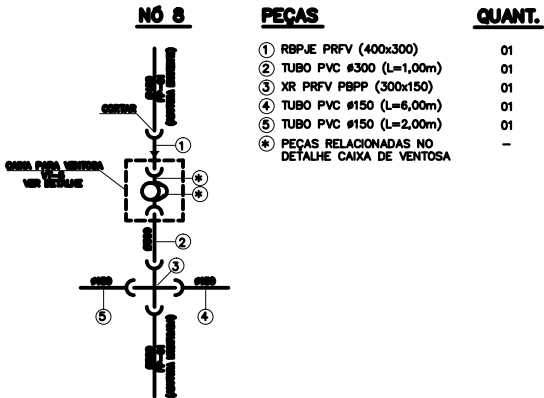 NÓ 8
PEÇAS
QUANT.
1 RBPJE PRFV (400x300)
01
2 TUBO PVC ø300 (L=1,00m)
01
3 XR PRFV PBPP (300x150)
01
4 TUBO PVC ø150 (L=6,00m)
01
5 TUBO PVC ø150 (L=2,00m)
01
* PEÇAS RELACIONADAS NO
DETALHE CAIXA DE VENTOSA
-
CORTAR
1
CAIXA PARA VENTOSA
VER DETALHE
*
*
2
3
ø150
ø150
5
4